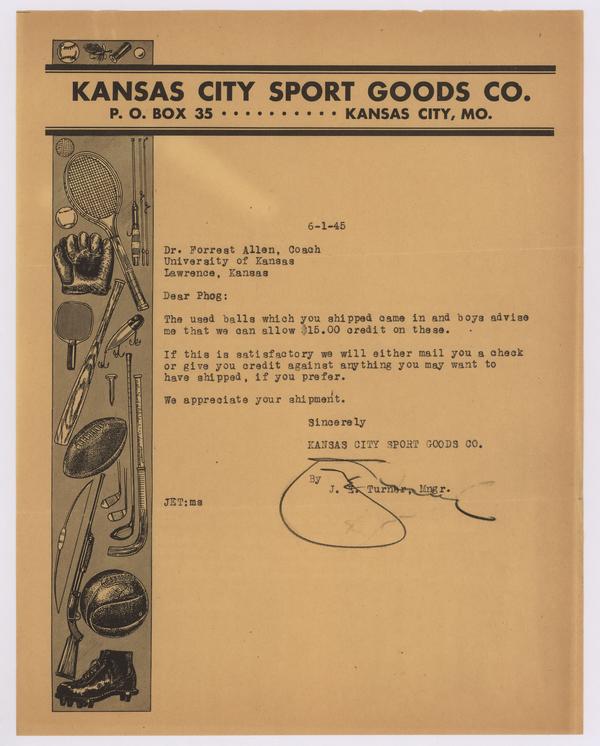 KANSAS CITY SPORT GOODS CO.
P. O. BOX 35 · · · · · · · · · · KANSAS CITY, MO.
6-1-45
Dr. Forrest Allen, Coach
University of Kansas
Lawrence, Kansas
Dear Phog:
The used balls which you shipped came in and boys advise
me that we can allow $15.00 credit on these.
If this is satisfactory we will either mail you a check
or give you credit against anything you may want to
have shipped, if you prefer.
We appreciate your shipment.
Sincerely
KANSAS CITY SPORT GOODS CO.
By
J. E. Turner, Mngr.
JET:ms